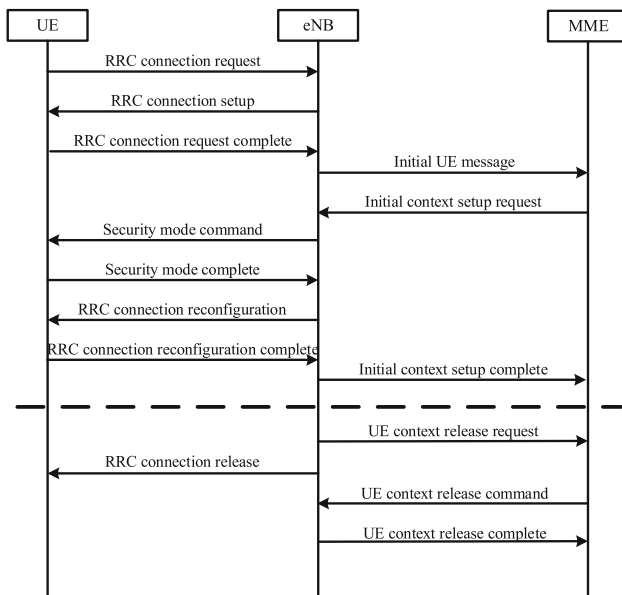 UE
eNB
MME
RRC connection request
RRC connection setup
RRC connection request complete
Initial UE message
Initial context setup request
Security mode command
Security mode complete
RRC connection reconfiguration
RRC connection reconfiguration complete
Initial context setup complete
UE context release request
RRC connection release
UE context release command
UE context release complete